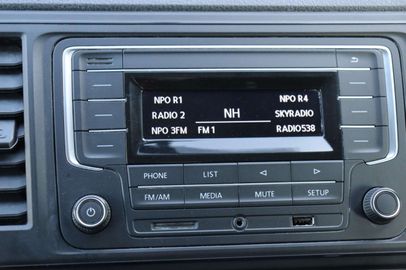 NPO R1 NPO R4
RADIO 2 NH SKYRADIO
NPO 3FM FM 1 RADIO538
PHONE LIST
FM/AM MEDIA MUTE SETUP